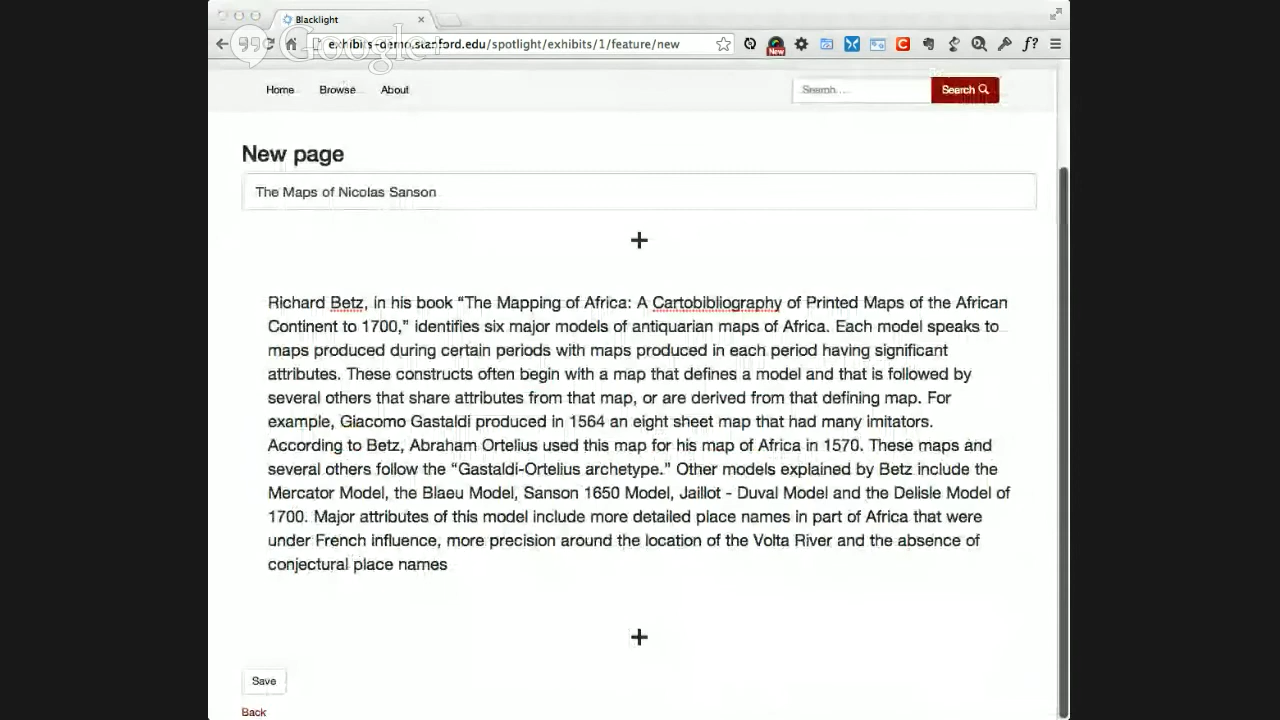 Blacklight
Google
exhibits-demo.stanford.edu/spotlight/exhibits/1/feature/new
New
f?
Home Browse About
Search... Search
New page
The Maps of Nicolas Sanson
+
Richard Betz, in his book “The Mapping of Africa: A Cartobibliography of Printed Maps of the African
Continent to 1700,” identifies six major models of antiquarian maps of Africa. Each model speaks to
maps produced during certain periods with maps produced in each period having significant
attributes. These constructs often begin with a map that defines a model and that is followed by
several others that share attributes from that map, or are derived from that defining map. For
example, Giacomo Gastaldi produced in 1564 an eight sheet map that had many imitators.
According to Betz, Abraham Ortelius used this map for his map of Africa in 1570. These maps and
several others follow the “Gastaldi-Ortelius archetype.” Other models explained by Betz include the
Mercator Model, the Blaeu Model, Sanson 1650 Model, Jaillot - Duval Model and the Delisle Model of
1700. Major attributes of this model include more detailed place names in part of Africa that were
under French influence, more precision around the location of the Volta River and the absence of
conjectural place names
+
Save
Back